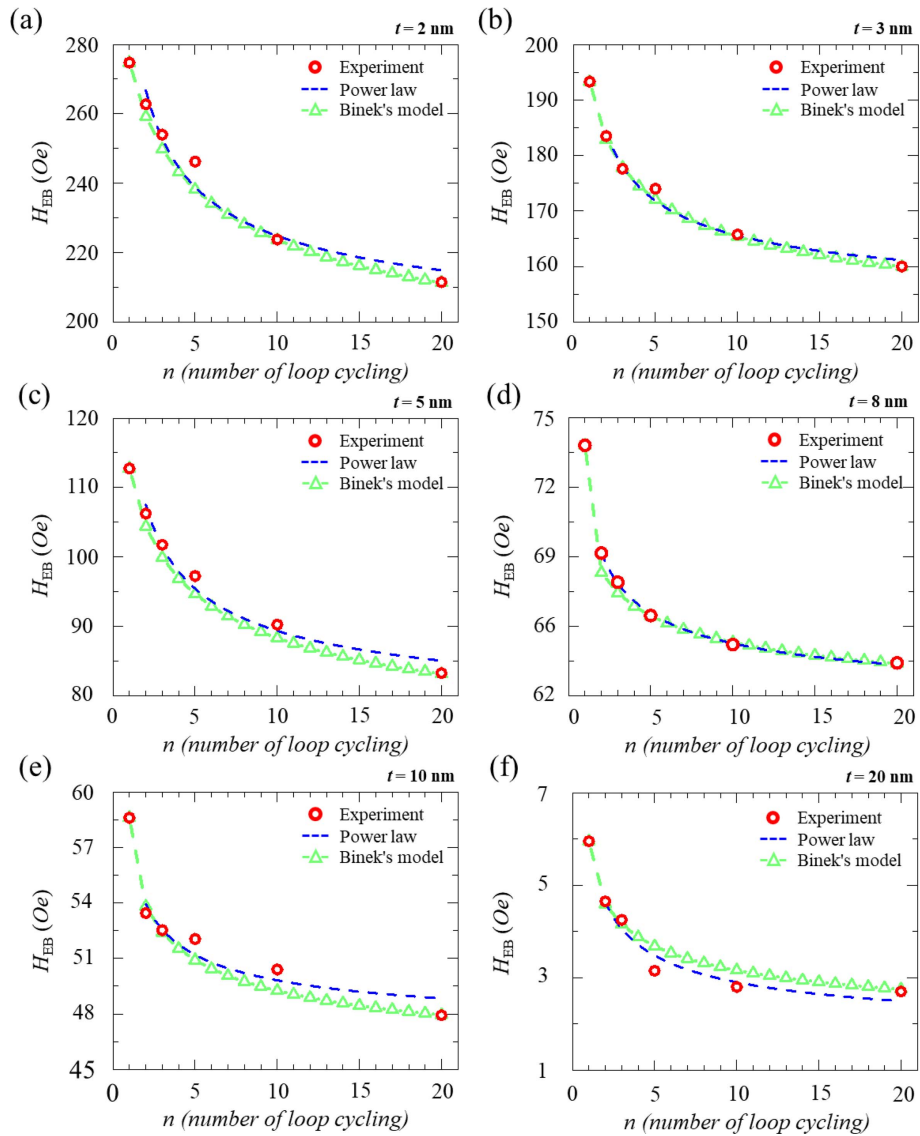 (a)
t = 2 nm
280
260
240
220
200
H_EB (Oe)
Experiment
Power law
Binek's model
0 5 10 15 20
n (number of loop cycling)
(b)
t = 3 nm
200
190
180
170
160
150
H_EB (Oe)
Experiment
Power law
Binek's model
0 5 10 15 20
n (number of loop cycling)
(c)
t = 5 nm
120
110
100
90
80
H_EB (Oe)
Experiment
Power law
Binek's model
0 5 10 15 20
n (number of loop cycling)
(d)
t = 8 nm
75
72
69
66
62
H_EB (Oe)
Experiment
Power law
Binek's model
0 5 10 15 20
n (number of loop cycling)
(e)
t = 10 nm
60
57
54
51
48
45
H_EB (Oe)
Experiment
Power law
Binek's model
0 5 10 15 20
n (number of loop cycling)
(f)
t = 20 nm
7
5
3
1
H_EB (Oe)
Experiment
Power law
Binek's model
0 5 10 15 20
n (number of loop cycling)